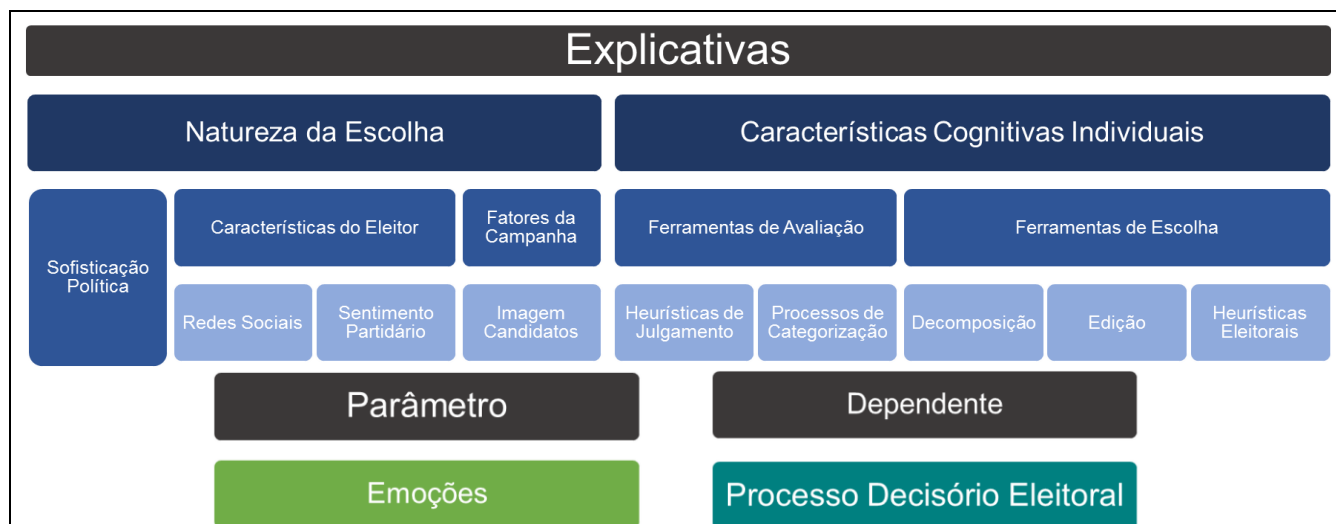 Explicativas
Natureza da Escolha
Características Cognitivas Individuais
Sofisticação
Política
Características do Eleitor
Fatores da
Campanha
Ferramentas de Avaliação
Ferramentas de Escolha
Redes Sociais
Sentimento
Partidário
Imagem
Candidatos
Heurísticas de
Julgamento
Processos de
Categorização
Decomposição
Edição
Heurísticas
Eleitorais
Parâmetro
Dependente
Emoções
Processo Decisório Eleitoral